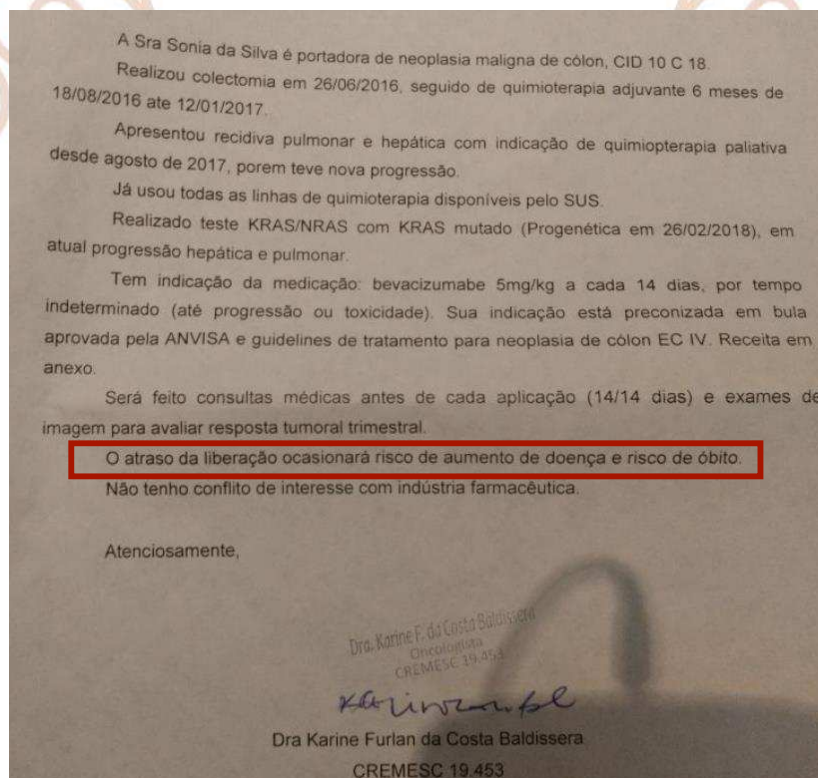 A Sra Sonia da Silva é portadora de neoplasia maligna de cólon, CID 10 C 18.
Realizou colectomia em 26/06/2016, seguido de quimioterapia adjuvante 6 meses de
18/08/2016 ate 12/01/2017.
Apresentou recidiva pulmonar e hepática com indicação de quimiopterapia paliativa
desde agosto de 2017, porem teve nova progressão.
Já usou todas as linhas de quimioterapia disponíveis pelo SUS.
Realizado teste KRAS/NRAS com KRAS mutado (Progenética em 26/02/2018), em
atual progressão hepática e pulmonar.
Tem indicação da medicação: bevacizumabe 5mg/kg a cada 14 dias, por tempo
indeterminado (até progressão ou toxicidade). Sua indicação está preconizada em bula
aprovada pela ANVISA e guidelines de tratamento para neoplasia de cólon EC IV. Receita em
anexo.
Será feito consultas médicas antes de cada aplicação (14/14 dias) e exames de
imagem para avaliar resposta tumoral trimestral.
O atraso da liberação ocasionará risco de aumento de doença e risco de óbito.
Não tenho conflito de interesse com indústria farmacêutica.
Atenciosamente,
Dra. Karine F. da Costa Baldissera
Oncologista
CREMESC 19.453
Dra Karine Furlan da Costa Baldissera
CREMESC 19.453